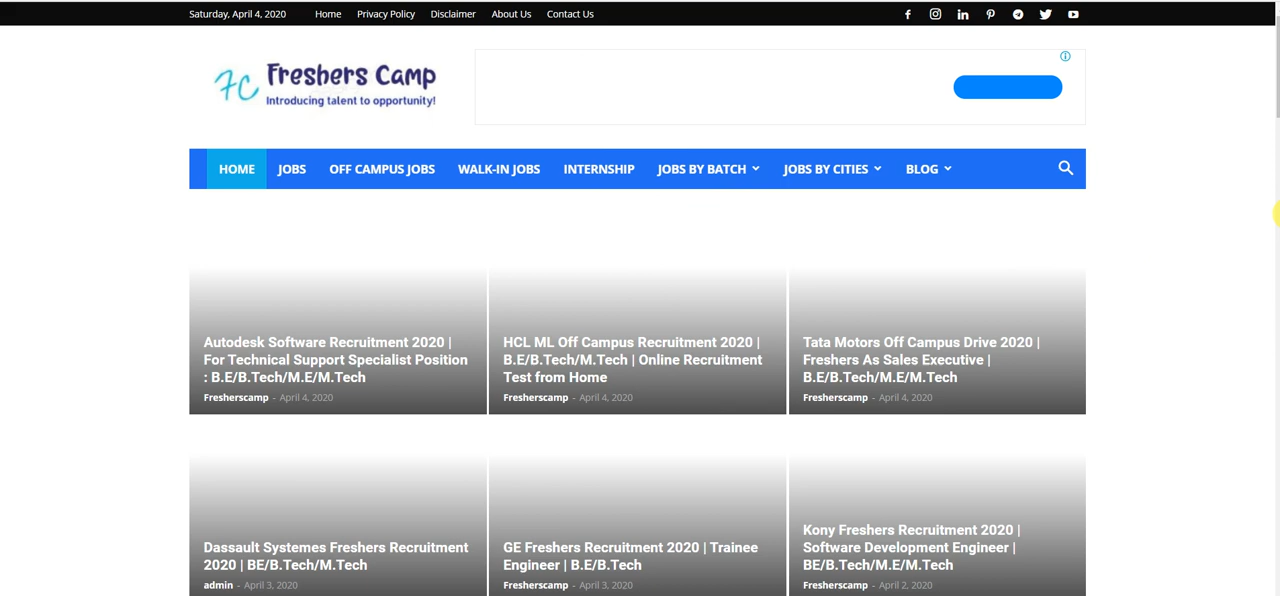 Saturday, April 4, 2020 Home Privacy Policy Disclaimer About Us Contact Us
FC Freshers Camp
Introducing talent to opportunity!
HOME JOBS OFF CAMPUS JOBS WALK-IN JOBS INTERNSHIP JOBS BY BATCH JOBS BY CITIES BLOG
Autodesk Software Recruitment 2020 |
For Technical Support Specialist Position
: B.E/B.Tech/M.E/M.Tech
Fresherscamp - April 4, 2020
HCL ML Off Campus Recruitment 2020 |
B.E/B.Tech/M.Tech | Online Recruitment
Test from Home
Fresherscamp - April 4, 2020
Tata Motors Off Campus Drive 2020 |
Freshers As Sales Executive |
B.E/B.Tech/M.E/M.Tech
Fresherscamp - April 4, 2020
Dassault Systemes Freshers Recruitment
2020 | BE/B.Tech/M.Tech
admin - April 3, 2020
GE Freshers Recruitment 2020 | Trainee
Engineer | B.E/B.Tech
Fresherscamp - April 3, 2020
Kony Freshers Recruitment 2020 |
Software Development Engineer |
BE/B.Tech/M.E/M.Tech
Fresherscamp - April 2, 2020